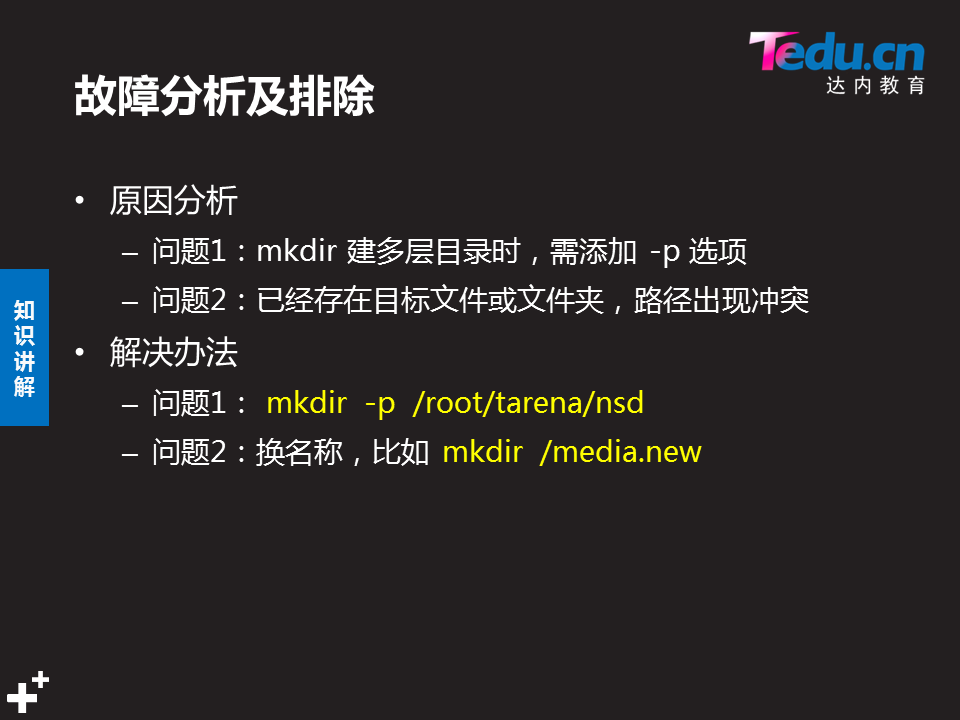 Tedu.cn
达内教育
故障分析及排除
• 原因分析
– 问题1：mkdir 建多层目录时，需添加 -p 选项
– 问题2：已经存在目标文件或文件夹，路径出现冲突
• 解决办法
– 问题1： mkdir -p /root/tarena/nsd
– 问题2：换名称，比如 mkdir /media.new
知识讲解